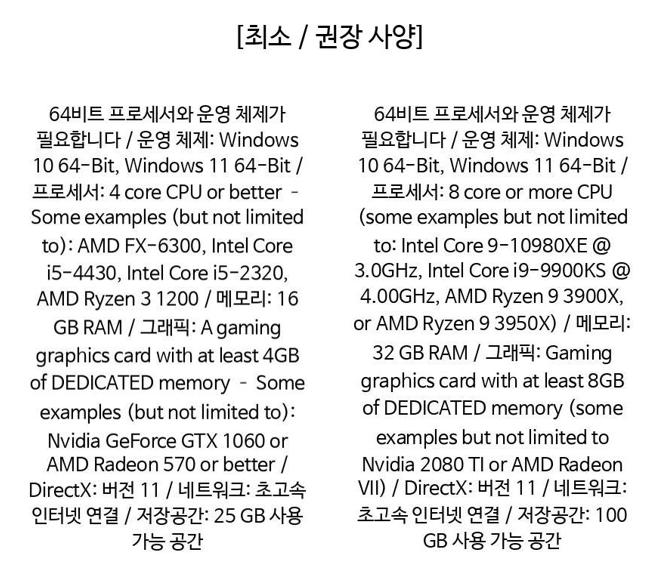 [최소 / 권장 사양]
64비트 프로세서와 운영 체제가
필요합니다 / 운영 체제: Windows
10 64-Bit, Windows 11 64-Bit /
프로세서: 4 core CPU or better -
Some examples (but not limited
to): AMD FX-6300, Intel Core
i5-4430, Intel Core i5-2320,
AMD Ryzen 3 1200 / 메모리: 16
GB RAM / 그래픽: A gaming
graphics card with at least 4GB
of DEDICATED memory - Some
examples (but not limited to):
Nvidia GeForce GTX 1060 or
AMD Radeon 570 or better /
DirectX: 버전 11 / 네트워크: 초고속
인터넷 연결 / 저장공간: 25 GB 사용
가능 공간
64비트 프로세서와 운영 체제가
필요합니다 / 운영 체제: Windows
10 64-Bit, Windows 11 64-Bit /
프로세서: 8 core or more CPU
(some examples but not limited
to: Intel Core 9-10980XE @
3.0GHz, Intel Core i9-9900KS @
4.00GHz, AMD Ryzen 9 3900X,
or AMD Ryzen 9 3950X) / 메모리:
32 GB RAM / 그래픽: Gaming
graphics card with at least 8GB
of DEDICATED memory (some
examples but not limited to
Nvidia 2080 TI or AMD Radeon
VII) / DirectX: 버전 11 / 네트워크:
초고속 인터넷 연결 / 저장공간: 100
GB 사용 가능 공간